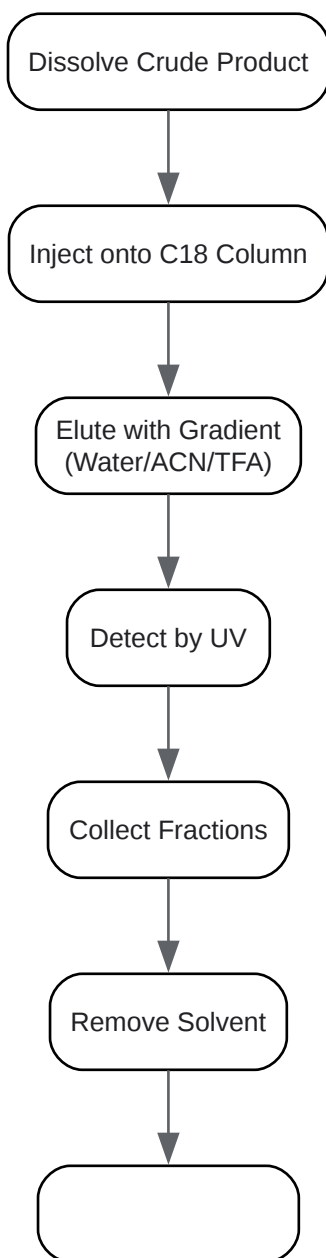 Dissolve Crude Product
Inject onto C18 Column
Elute with Gradient
(Water/ACN/TFA)
Detect by UV
Collect Fractions
Remove Solvent